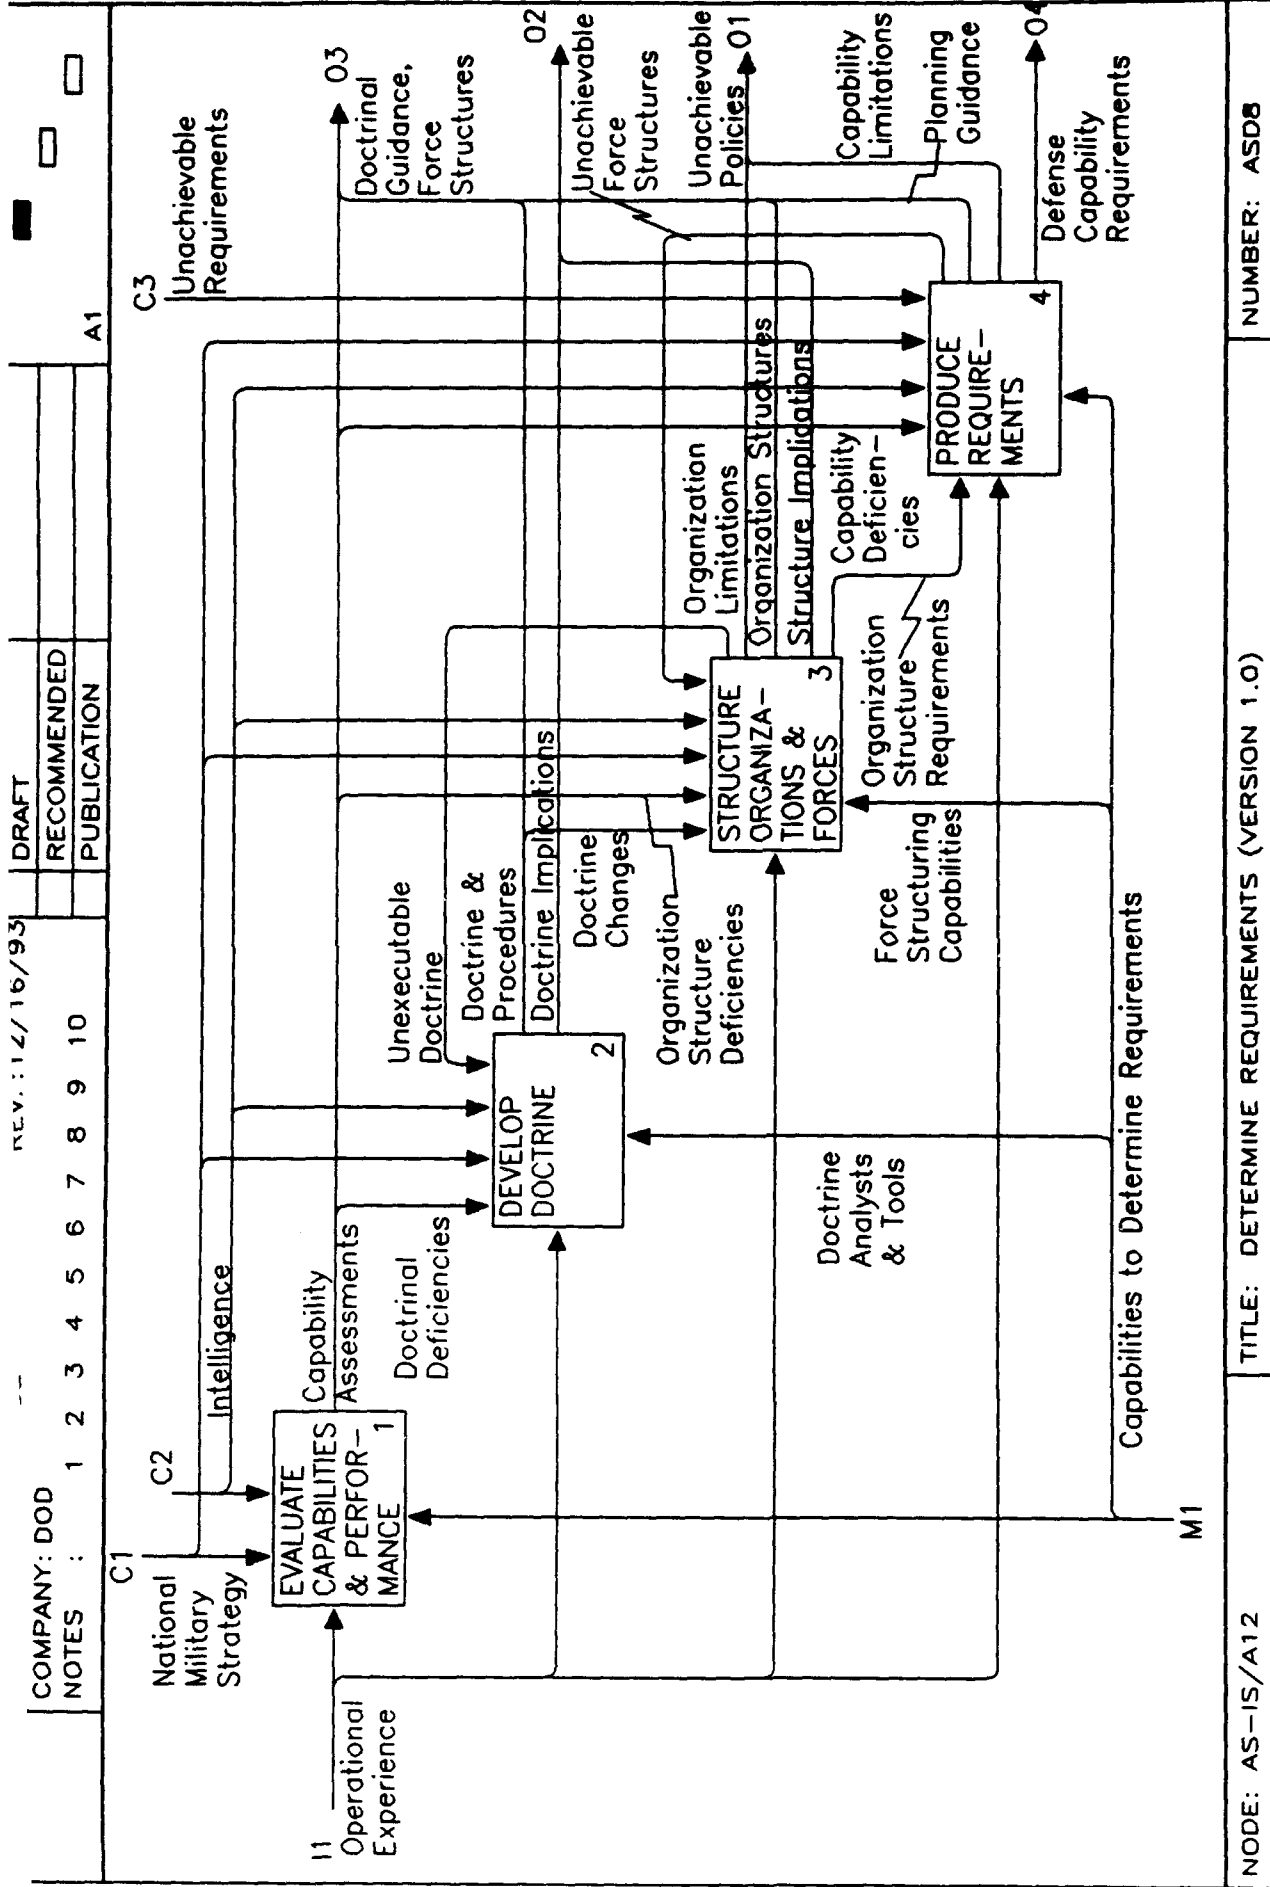 COMPANY: DOD
NOTES : 1 2 3 4 5 6 7 8 9 10
REV.: 12/16/93
DRAFT
RECOMMENDED
PUBLICATION
A1
C1
National
Military
Strategy
C2
Intelligence
C3
Unachievable
Requirements
I1
Operational
Experience
EVALUATE
CAPABILITIES
& PERFOR-
MANCE
1
Capability
Assessments
Doctrinal
Deficiencies
O3
Doctrinal
Guidance,
Force
Structures
Unexecutable
Doctrine
DEVELOP
DOCTRINE
2
Doctrine &
Procedures
Doctrine Implications
Doctrine
Changes
Organization
Structure
Deficiencies
O2
Unachievable
Force
Structures
STRUCTURE
ORGANIZA-
TIONS &
FORCES
3
Organization
Limitations
Organization Structures
Structure Implications
Capability
Deficien-
cies
Organization
Structure
Requirements
Unachievable
Policies
O1
Capability
Limitations
Planning
Guidance
PRODUCE
REQUIRE-
MENTS
4
O4
Defense
Capability
Requirements
Doctrine
Analysts
& Tools
Force
Structuring
Capabilities
Capabilities to Determine Requirements
M1
NODE: AS-IS/A12
TITLE: DETERMINE REQUIREMENTS (VERSION 1.0)
NUMBER: ASD8